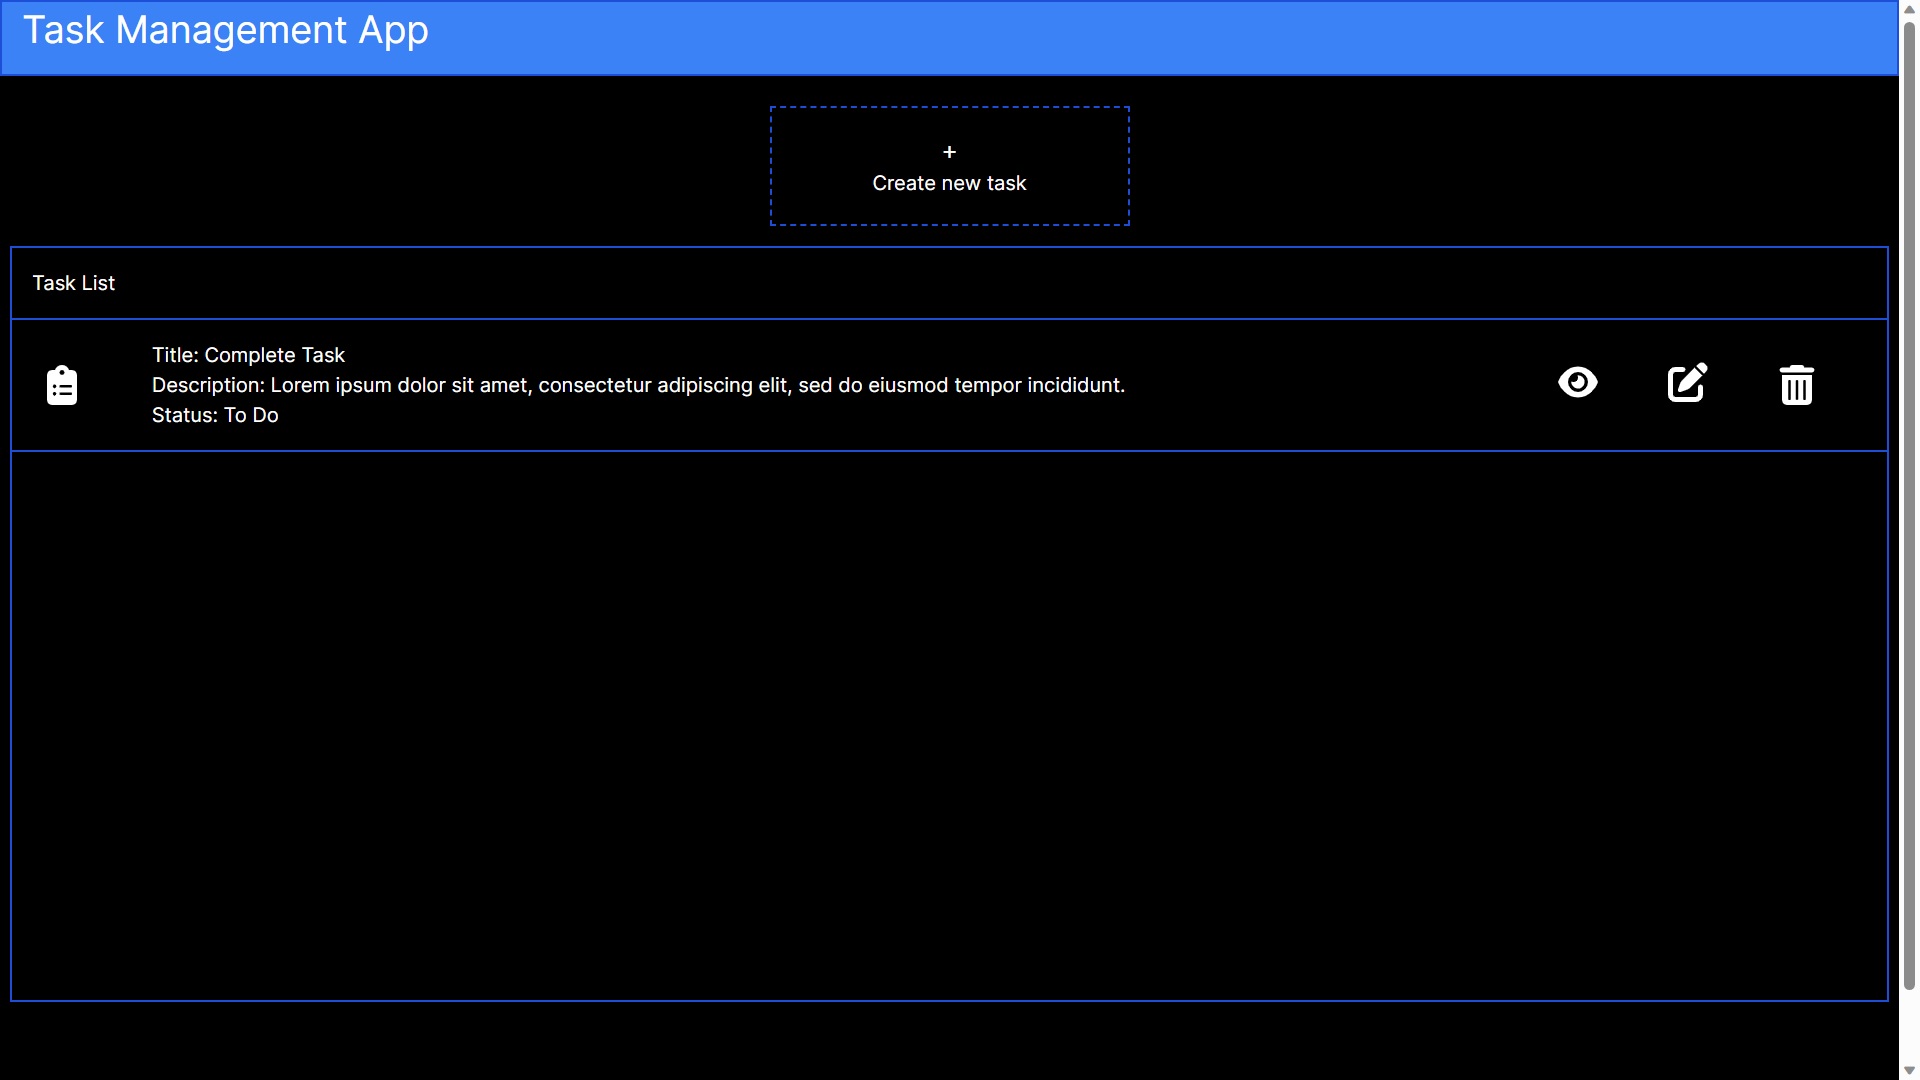 Task Management App
+
Create new task
Task List
Title: Complete Task
Description: Lorem ipsum dolor sit amet, consectetur adipiscing elit, sed do eiusmod tempor incididunt.
Status: To Do